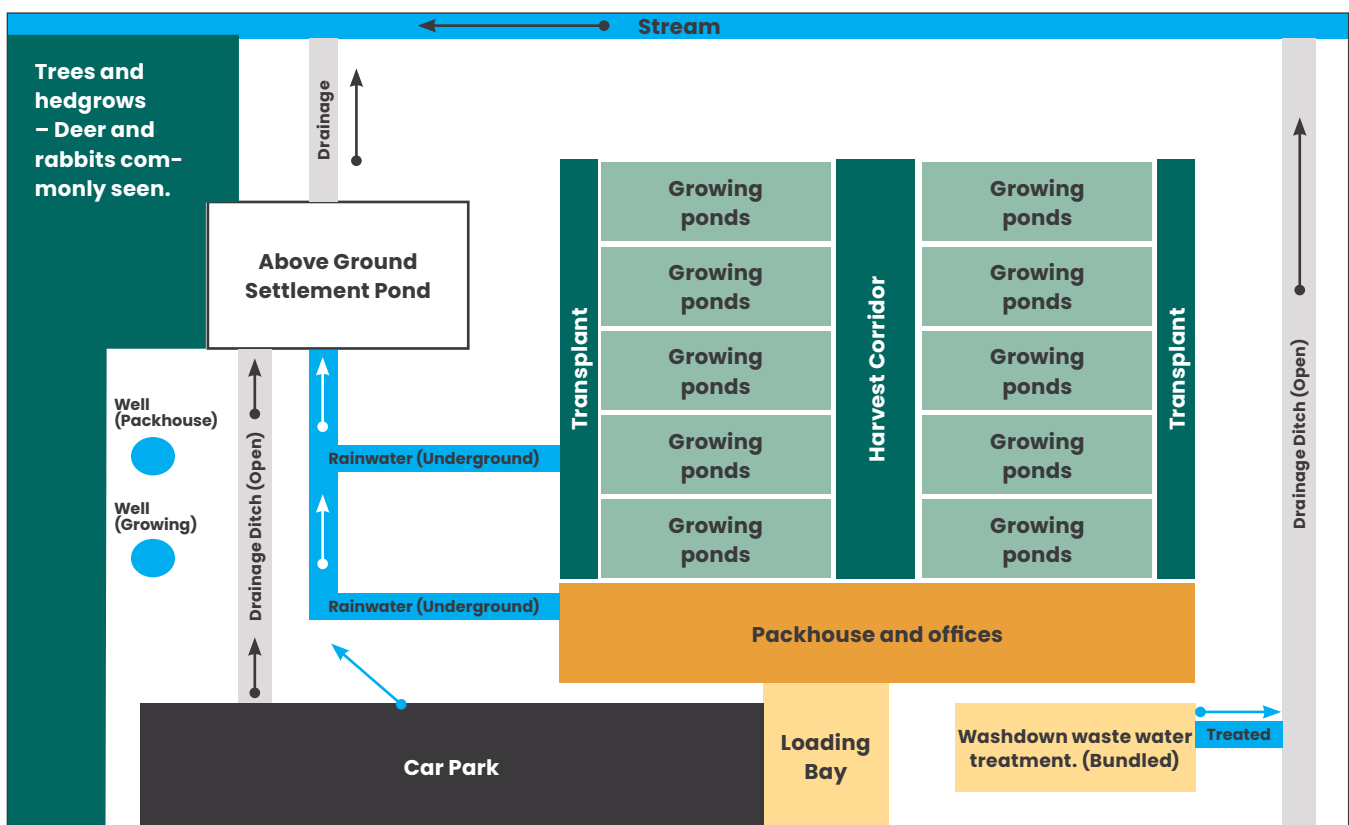 Stream
Trees and
hedgrows
– Deer and
rabbits com-
monly seen.
Drainage
Above Ground
Settlement Pond
Transplant
Growing
ponds
Growing
ponds
Growing
ponds
Growing
ponds
Growing
ponds
Harvest Corridor
Growing
ponds
Growing
ponds
Growing
ponds
Growing
ponds
Growing
ponds
Transplant
Drainage Ditch (Open)
Well
(Packhouse)
Well
(Growing)
Drainage Ditch (Open)
Rainwater (Underground)
Rainwater (Underground)
Packhouse and offices
Car Park
Loading
Bay
Washdown waste water
treatment. (Bundled)
Treated